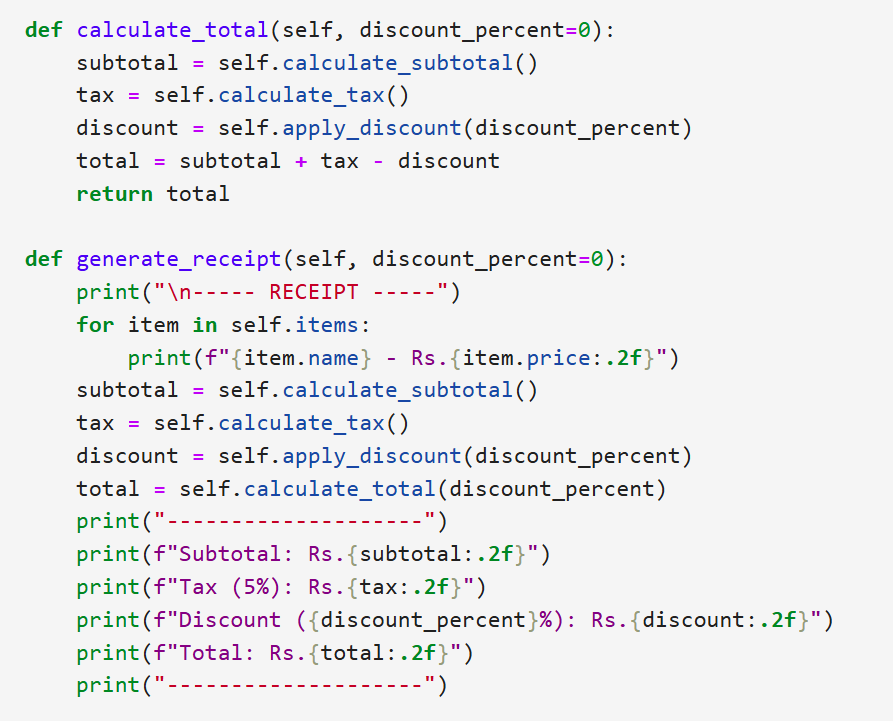 def calculate_total(self, discount_percent=0):
    subtotal = self.calculate_subtotal()
    tax = self.calculate_tax()
    discount = self.apply_discount(discount_percent)
    total = subtotal + tax - discount
    return total

def generate_receipt(self, discount_percent=0):
    print("\n----- RECEIPT -----")
    for item in self.items:
        print(f"{item.name} - Rs.{item.price:.2f}")
    subtotal = self.calculate_subtotal()
    tax = self.calculate_tax()
    discount = self.apply_discount(discount_percent)
    total = self.calculate_total(discount_percent)
    print("--------------------")
    print(f"Subtotal: Rs.{subtotal:.2f}")
    print(f"Tax (5%): Rs.{tax:.2f}")
    print(f"Discount ({discount_percent}%): Rs.{discount:.2f}")
    print(f"Total: Rs.{total:.2f}")
    print("--------------------")